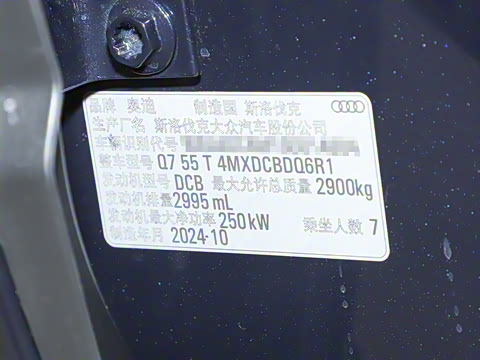 品牌 奥迪 制造国 斯洛伐克
生产厂名 斯洛伐克大众汽车股份公司
车辆识别代号
整车型号 Q7 55 T 4MXDCBDQ6R1
发动机型号 DCB 最大允许总质量 2900kg
发动机排量 2995 mL
发动机最大净功率 250kW 乘坐人数 7
制造年月 2024-10